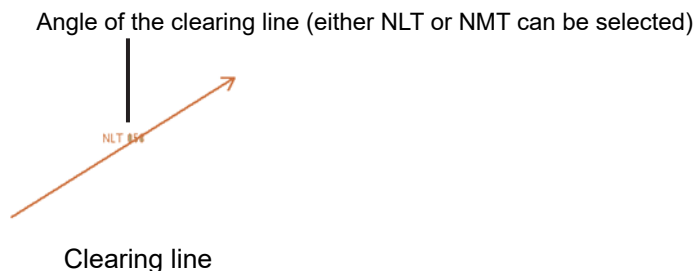 Angle of the clearing line (either NLT or NMT can be selected)
NLT
Clearing line